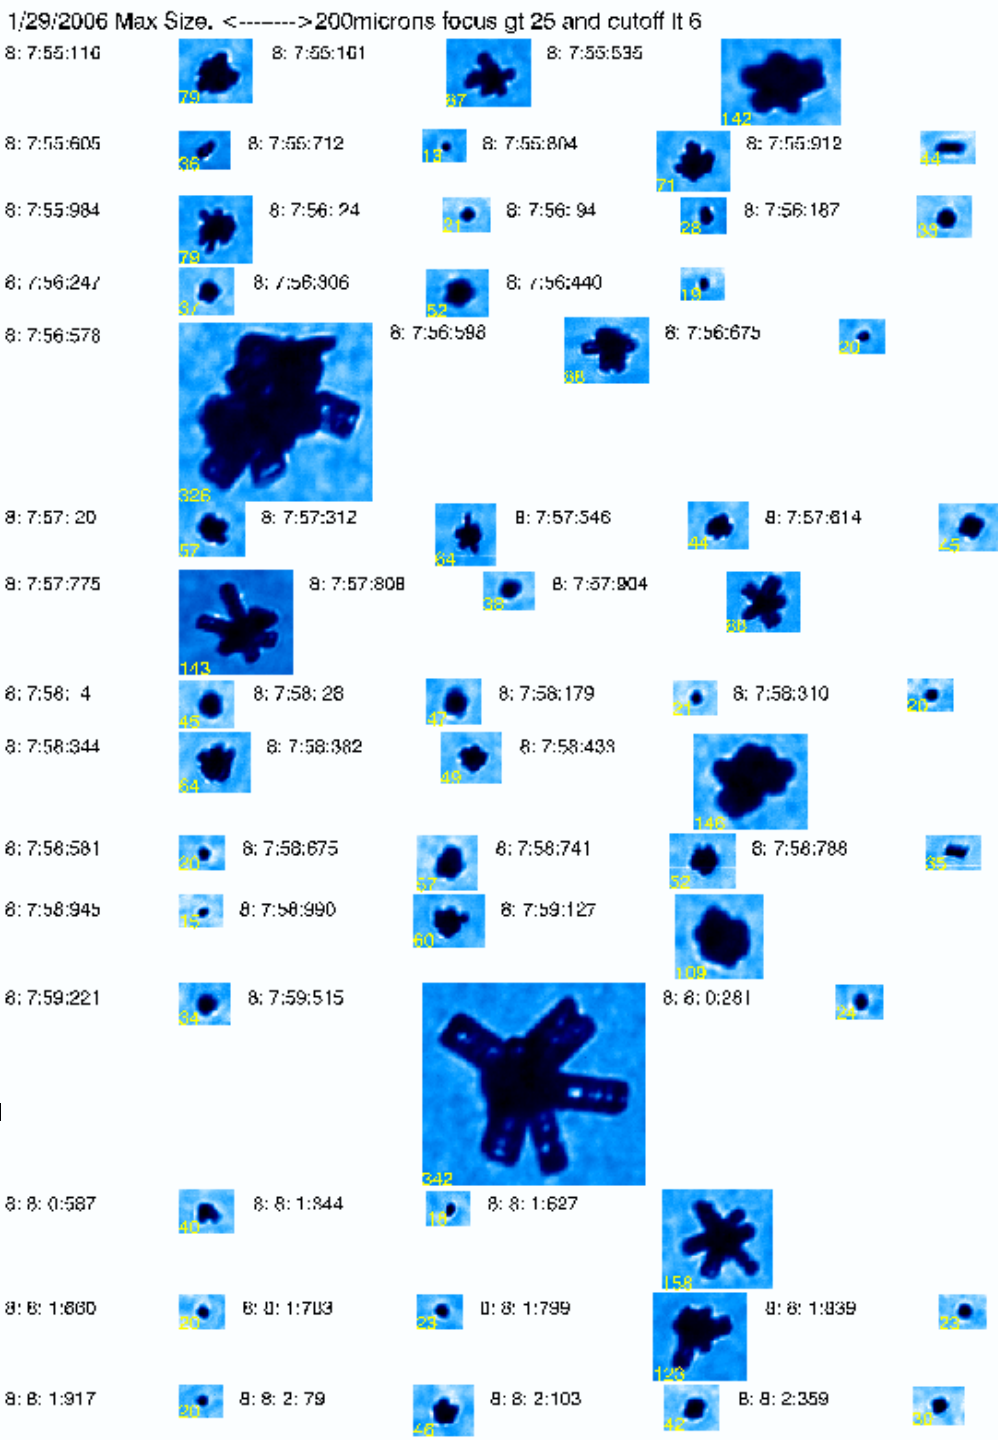 1/29/2006 Max Size. <-------->200microns focus gt 25 and cutoff lt 6
8: 7:55:116 79 8: 7:55:161 67 8: 7:55:535 142
8: 7:55:605 36 8: 7:55:712 13 8: 7:55:804 71 8: 7:55:912 44
8: 7:55:984 79 8: 7:56: 24 21 8: 7:56: 94 28 8: 7:56:187 33
8: 7:56:247 37 8: 7:56:306 52 8: 7:56:440 19
8: 7:56:578 326 8: 7:56:598 88 8: 7:56:675 20
8: 7:57: 20 57 8: 7:57:312 64 8: 7:57:546 44 8: 7:57:614 45
8: 7:57:775 143 8: 7:57:808 38 8: 7:57:904 88
8: 7:58: 4 45 8: 7:58: 28 47 8: 7:58:179 21 8: 7:58:310 20
8: 7:58:344 64 8: 7:58:382 49 8: 7:58:433 146
8: 7:58:581 20 8: 7:58:675 57 8: 7:58:741 52 8: 7:58:788 35
8: 7:58:945 15 8: 7:58:990 60 8: 7:59:127 109
8: 7:59:221 34 8: 7:59:515 342 8: 8: 0:281 24
8: 8: 0:587 40 8: 8: 1:344 18 8: 8: 1:627 158
8: 8: 1:660 20 8: 8: 1:703 23 8: 8: 1:799 123 8: 8: 1:839 23
8: 8: 1:917 20 8: 8: 2: 79 46 8: 8: 2:103 42 8: 8: 2:359 30